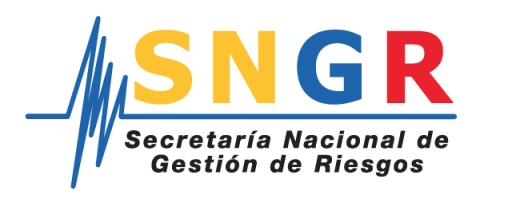 SNGR
Secretaría Nacional de
Gestión de Riesgos